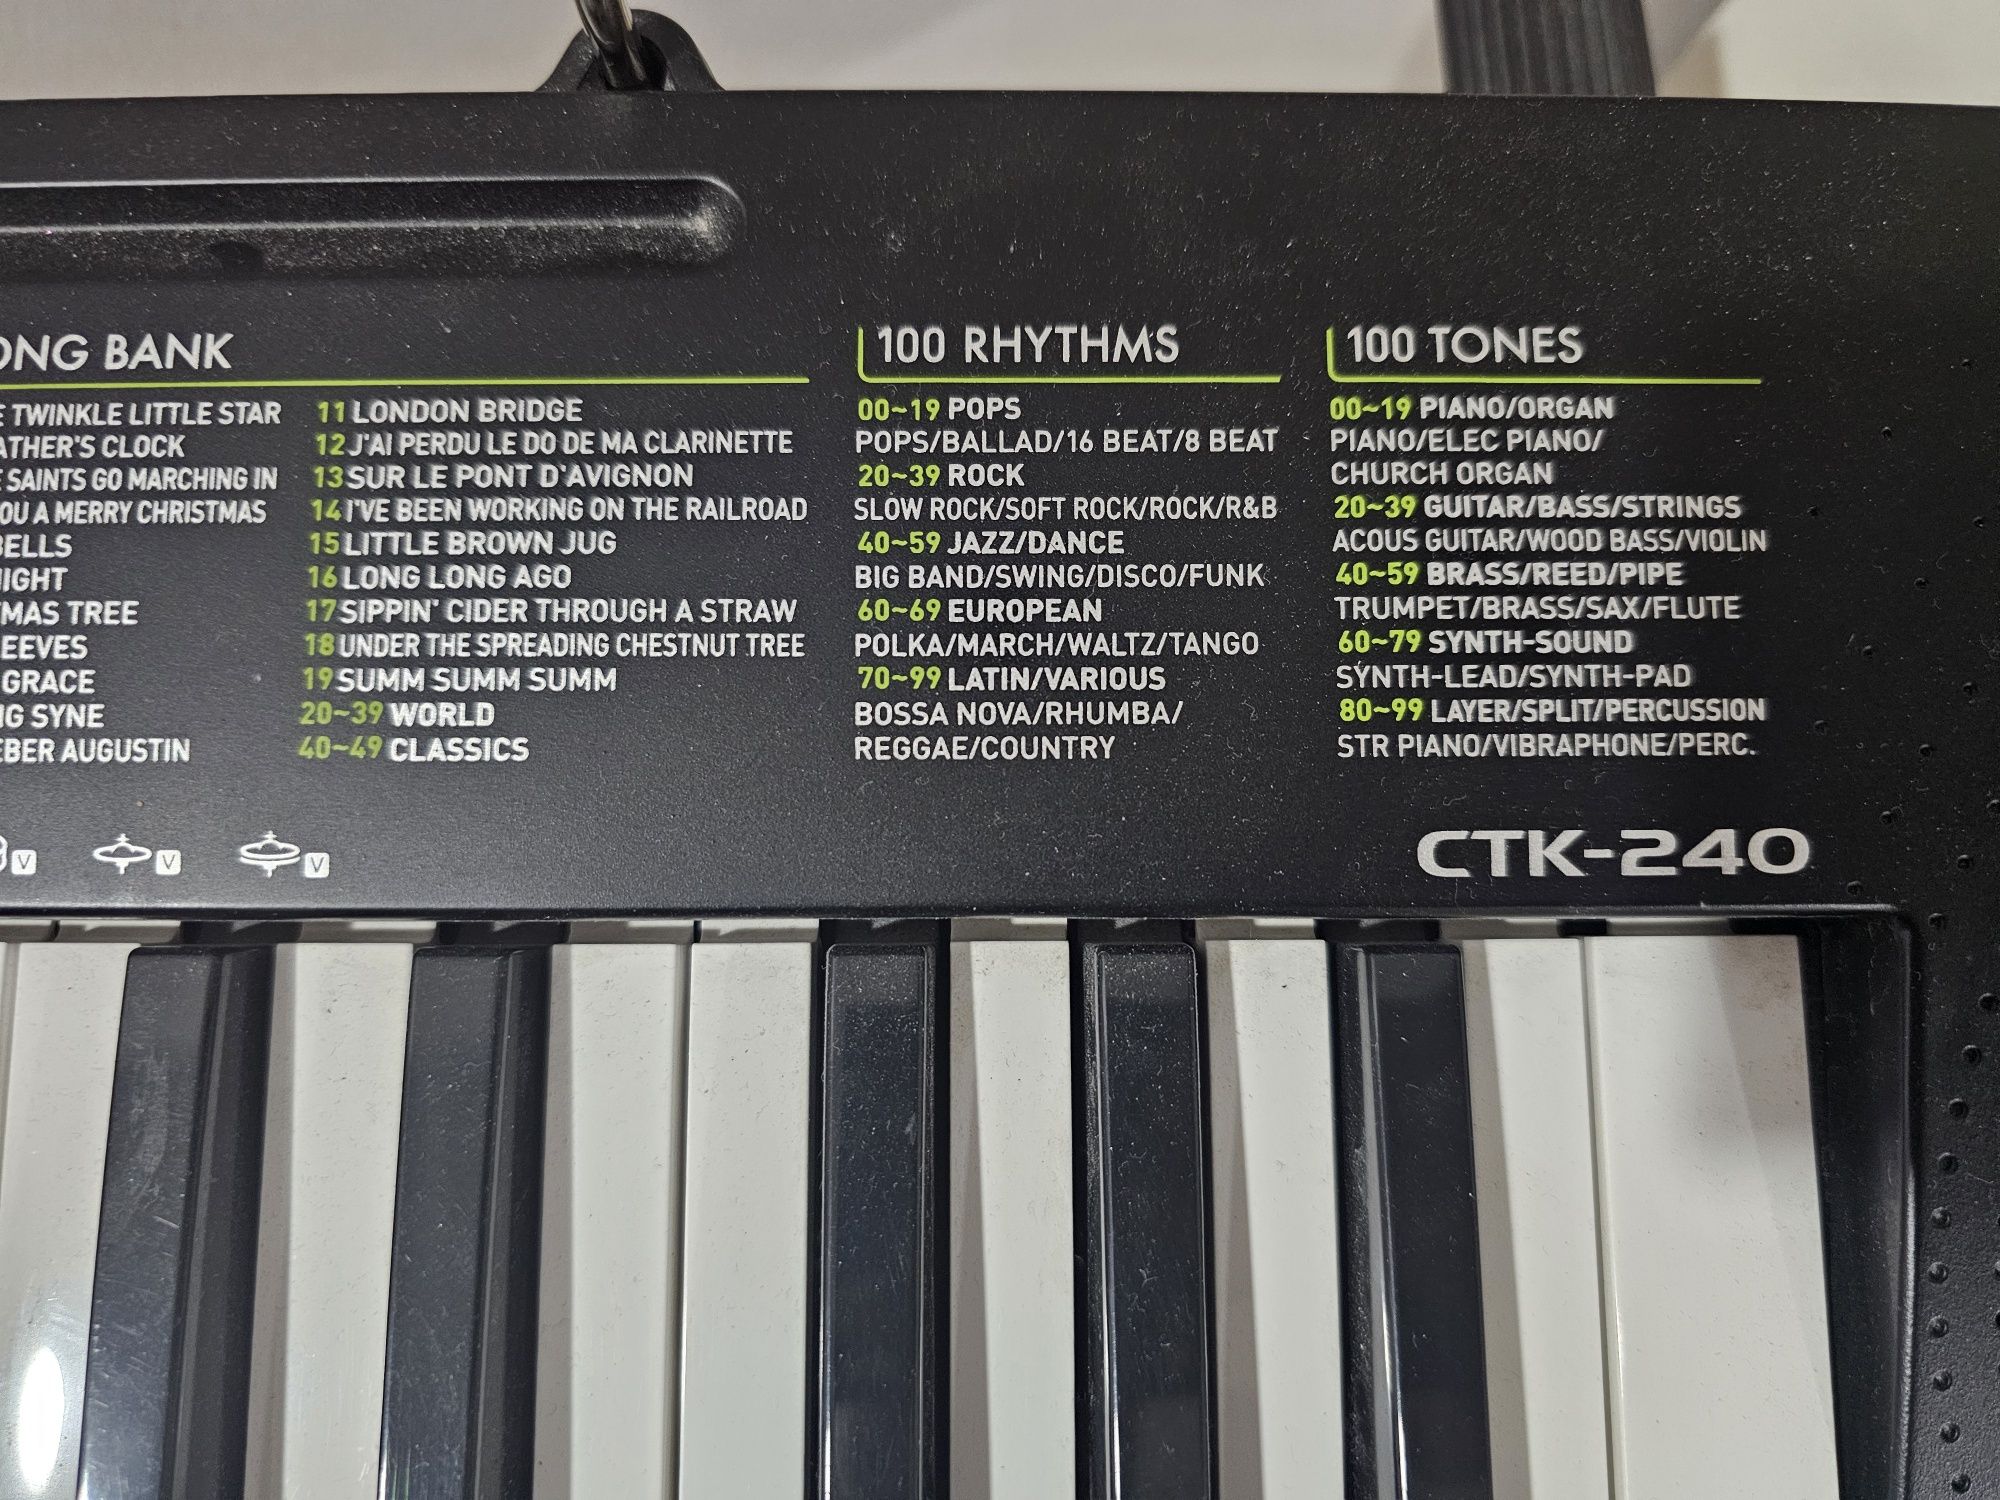 ONG BANK
E TWINKLE LITTLE STAR
ATHER'S CLOCK
E SAINTS GO MARCHING IN
OU A MERRY CHRISTMAS
BELLS
IGHT
MAS TREE
EEVES
GRACE
NG SYNE
EBER AUGUSTIN
11 LONDON BRIDGE
12 J'AI PERDU LE DO DE MA CLARINETTE
13 SUR LE PONT D'AVIGNON
14 I'VE BEEN WORKING ON THE RAILROAD
15 LITTLE BROWN JUG
16 LONG LONG AGO
17 SIPPIN' CIDER THROUGH A STRAW
18 UNDER THE SPREADING CHESTNUT TREE
19 SUMM SUMM SUMM
20~39 WORLD
40~49 CLASSICS
100 RHYTHMS
00~19 POPS
POPS/BALLAD/16 BEAT/8 BEAT
20~39 ROCK
SLOW ROCK/SOFT ROCK/ROCK/R&B
40~59 JAZZ/DANCE
BIG BAND/SWING/DISCO/FUNK
60~69 EUROPEAN
POLKA/MARCH/WALTZ/TANGO
70~99 LATIN/VARIOUS
BOSSA NOVA/RHUMBA/
REGGAE/COUNTRY
100 TONES
00~19 PIANO/ORGAN
PIANO/ELEC PIANO/
CHURCH ORGAN
20~39 GUITAR/BASS/STRINGS
ACOUS GUITAR/WOOD BASS/VIOLIN
40~59 BRASS/REED/PIPE
TRUMPET/BRASS/SAX/FLUTE
60~79 SYNTH-SOUND
SYNTH-LEAD/SYNTH-PAD
80~99 LAYER/SPLIT/PERCUSSION
STR PIANO/VIBRAPHONE/PERC.
V V V
CTK-240